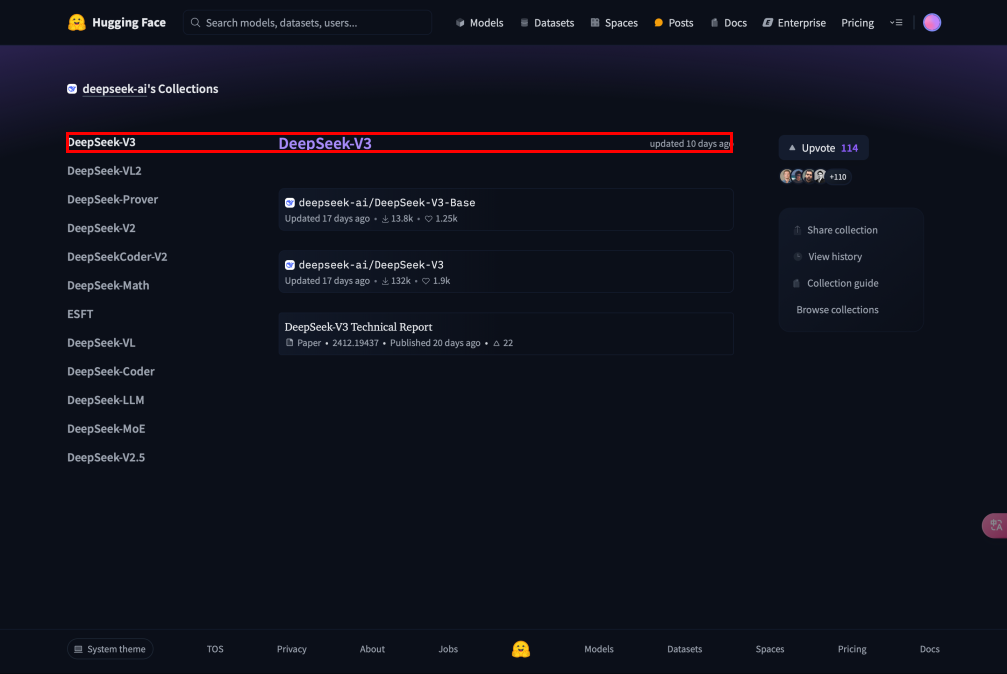 Hugging Face
Search models, datasets, users...
Models
Datasets
Spaces
Posts
Docs
Enterprise
Pricing
deepseek-ai's Collections
DeepSeek-V3
DeepSeek-VL2
DeepSeek-Prover
DeepSeek-V2
DeepSeekCoder-V2
DeepSeek-Math
ESFT
DeepSeek-VL
DeepSeek-Coder
DeepSeek-LLM
DeepSeek-MoE
DeepSeek-V2.5
DeepSeek-V3
updated 10 days ago
deepseek-ai/DeepSeek-V3-Base
Updated 17 days ago • 13.8k • 1.25k
deepseek-ai/DeepSeek-V3
Updated 17 days ago • 132k • 1.9k
DeepSeek-V3 Technical Report
Paper • 2412.19437 • Published 20 days ago • 22
Upvote 114
+110
Share collection
View history
Collection guide
Browse collections
System theme
TOS
Privacy
About
Jobs
Models
Datasets
Spaces
Pricing
Docs